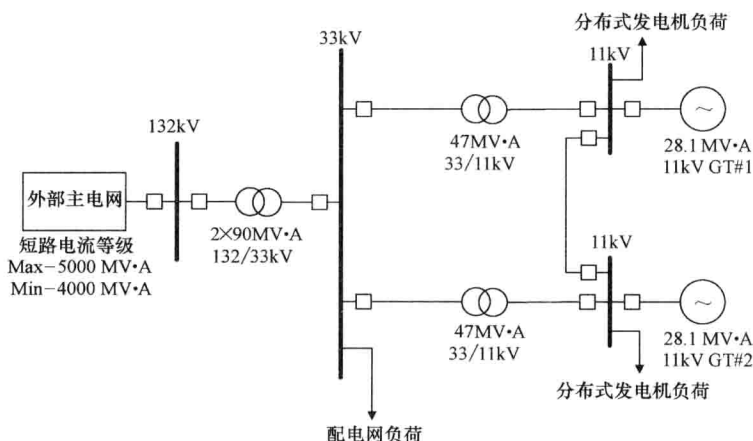 外部主电网
短路电流等级
Max-5000 MV•A
Min-4000 MV•A
132kV
2×90MV•A
132/33kV
33kV
配电网负荷
47MV•A
33/11kV
11kV
分布式发电机负荷
~
28.1 MV•A
11kV GT#1
47MV•A
33/11kV
11kV
分布式发电机负荷
~
28.1 MV•A
11kV GT#2